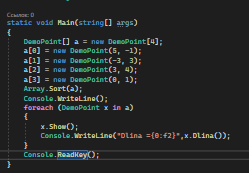 Ссылок: 0
static void Main(string[] args)
{
DemoPoint[] a = new DemoPoint[4];
a[0] = new DemoPoint(5, -1);
a[1] = new DemoPoint(-3, 3);
a[2] = new DemoPoint(3, 4);
a[3] = new DemoPoint(0, 1);
Array.Sort(a);
Console.WriteLine();
foreach (DemoPoint x in a)
{
x.Show();
Console.WriteLine("Dlina ={0:f2}",x.Dlina());
}
Console.ReadKey();
}